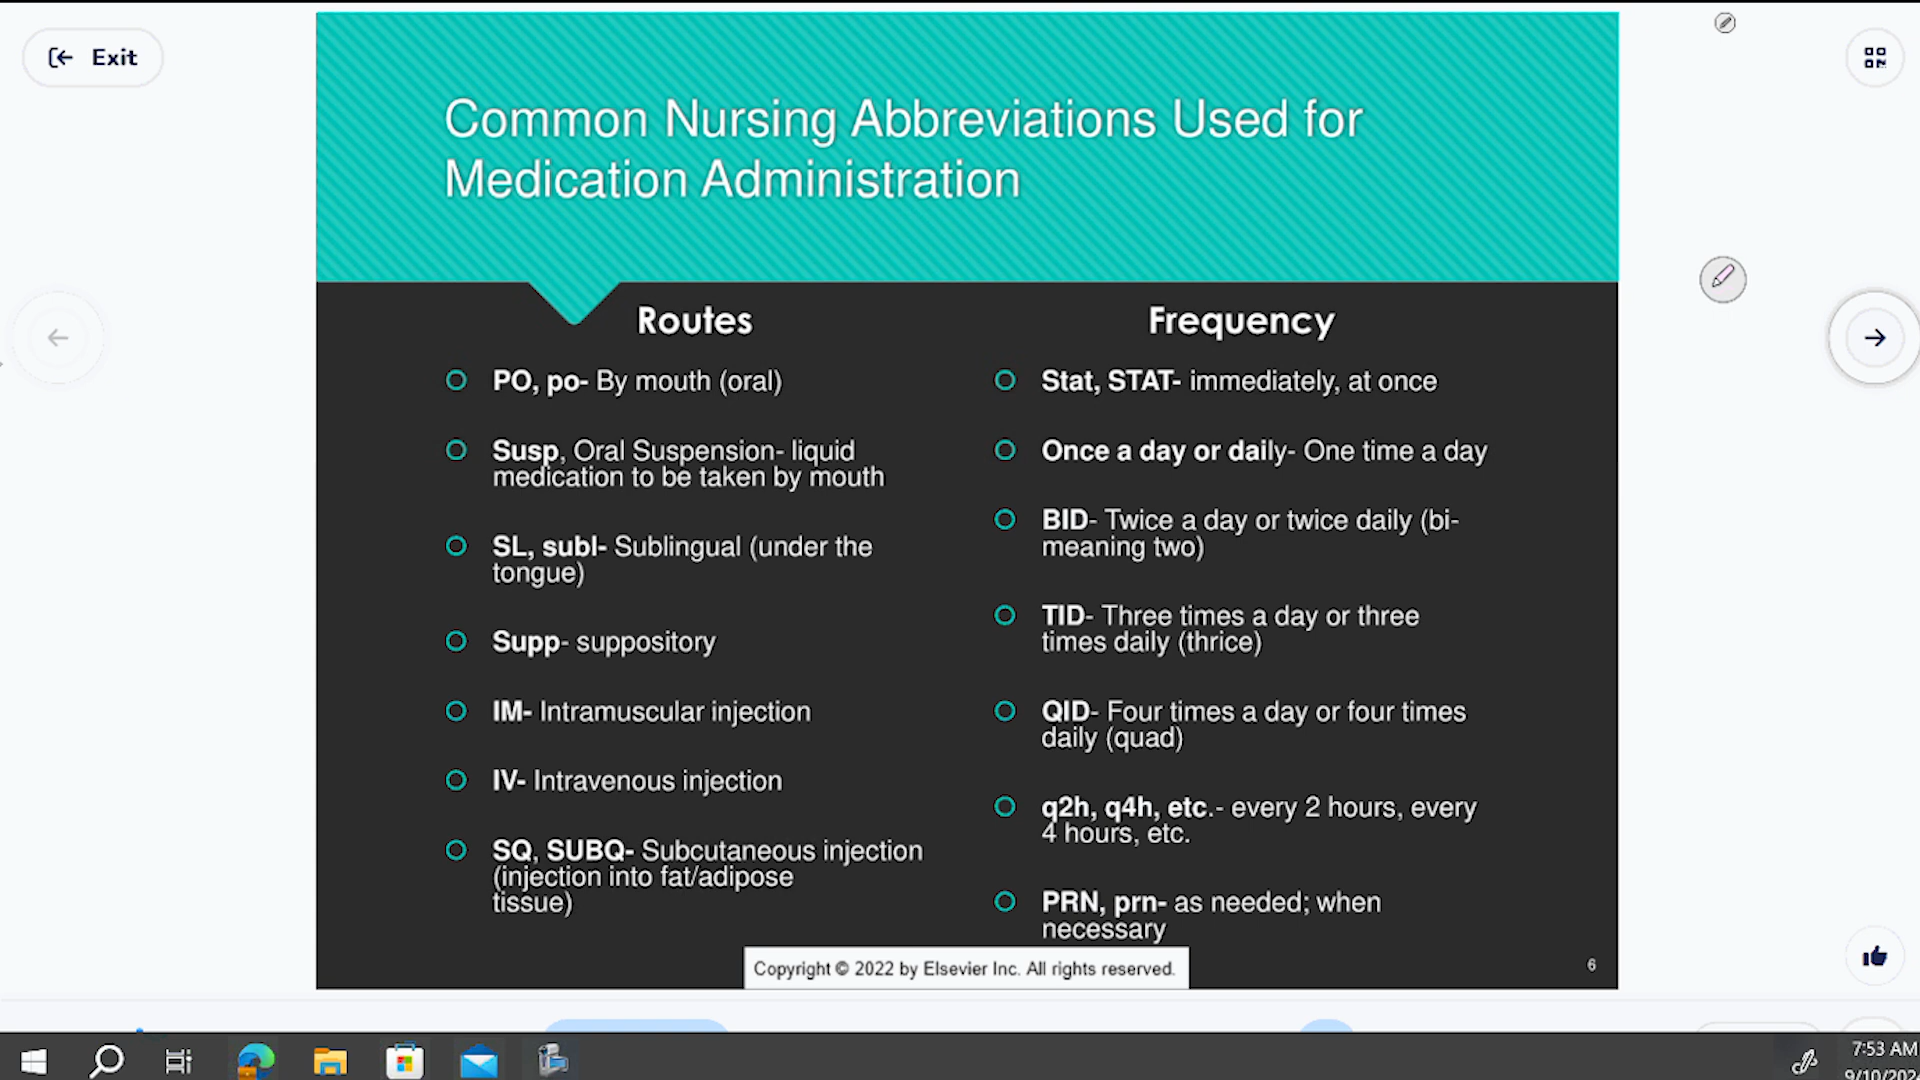 Exit
Common Nursing Abbreviations Used for
Medication Administration
Routes
PO, po- By mouth (oral)
Susp, Oral Suspension- liquid
medication to be taken by mouth
SL, subl- Sublingual (under the
tongue)
Supp- suppository
IM- Intramuscular injection
IV- Intravenous injection
SQ, SUBQ- Subcutaneous injection
(injection into fat/adipose
tissue)
Frequency
Stat, STAT- immediately, at once
Once a day or daily- One time a day
BID- Twice a day or twice daily (bi-
meaning two)
TID- Three times a day or three
times daily (thrice)
QID- Four times a day or four times
daily (quad)
q2h, q4h, etc.- every 2 hours, every
4 hours, etc.
PRN, prn- as needed; when
necessary
Copyright © 2022 by Elsevier Inc. All rights reserved.
6
7:53 AM